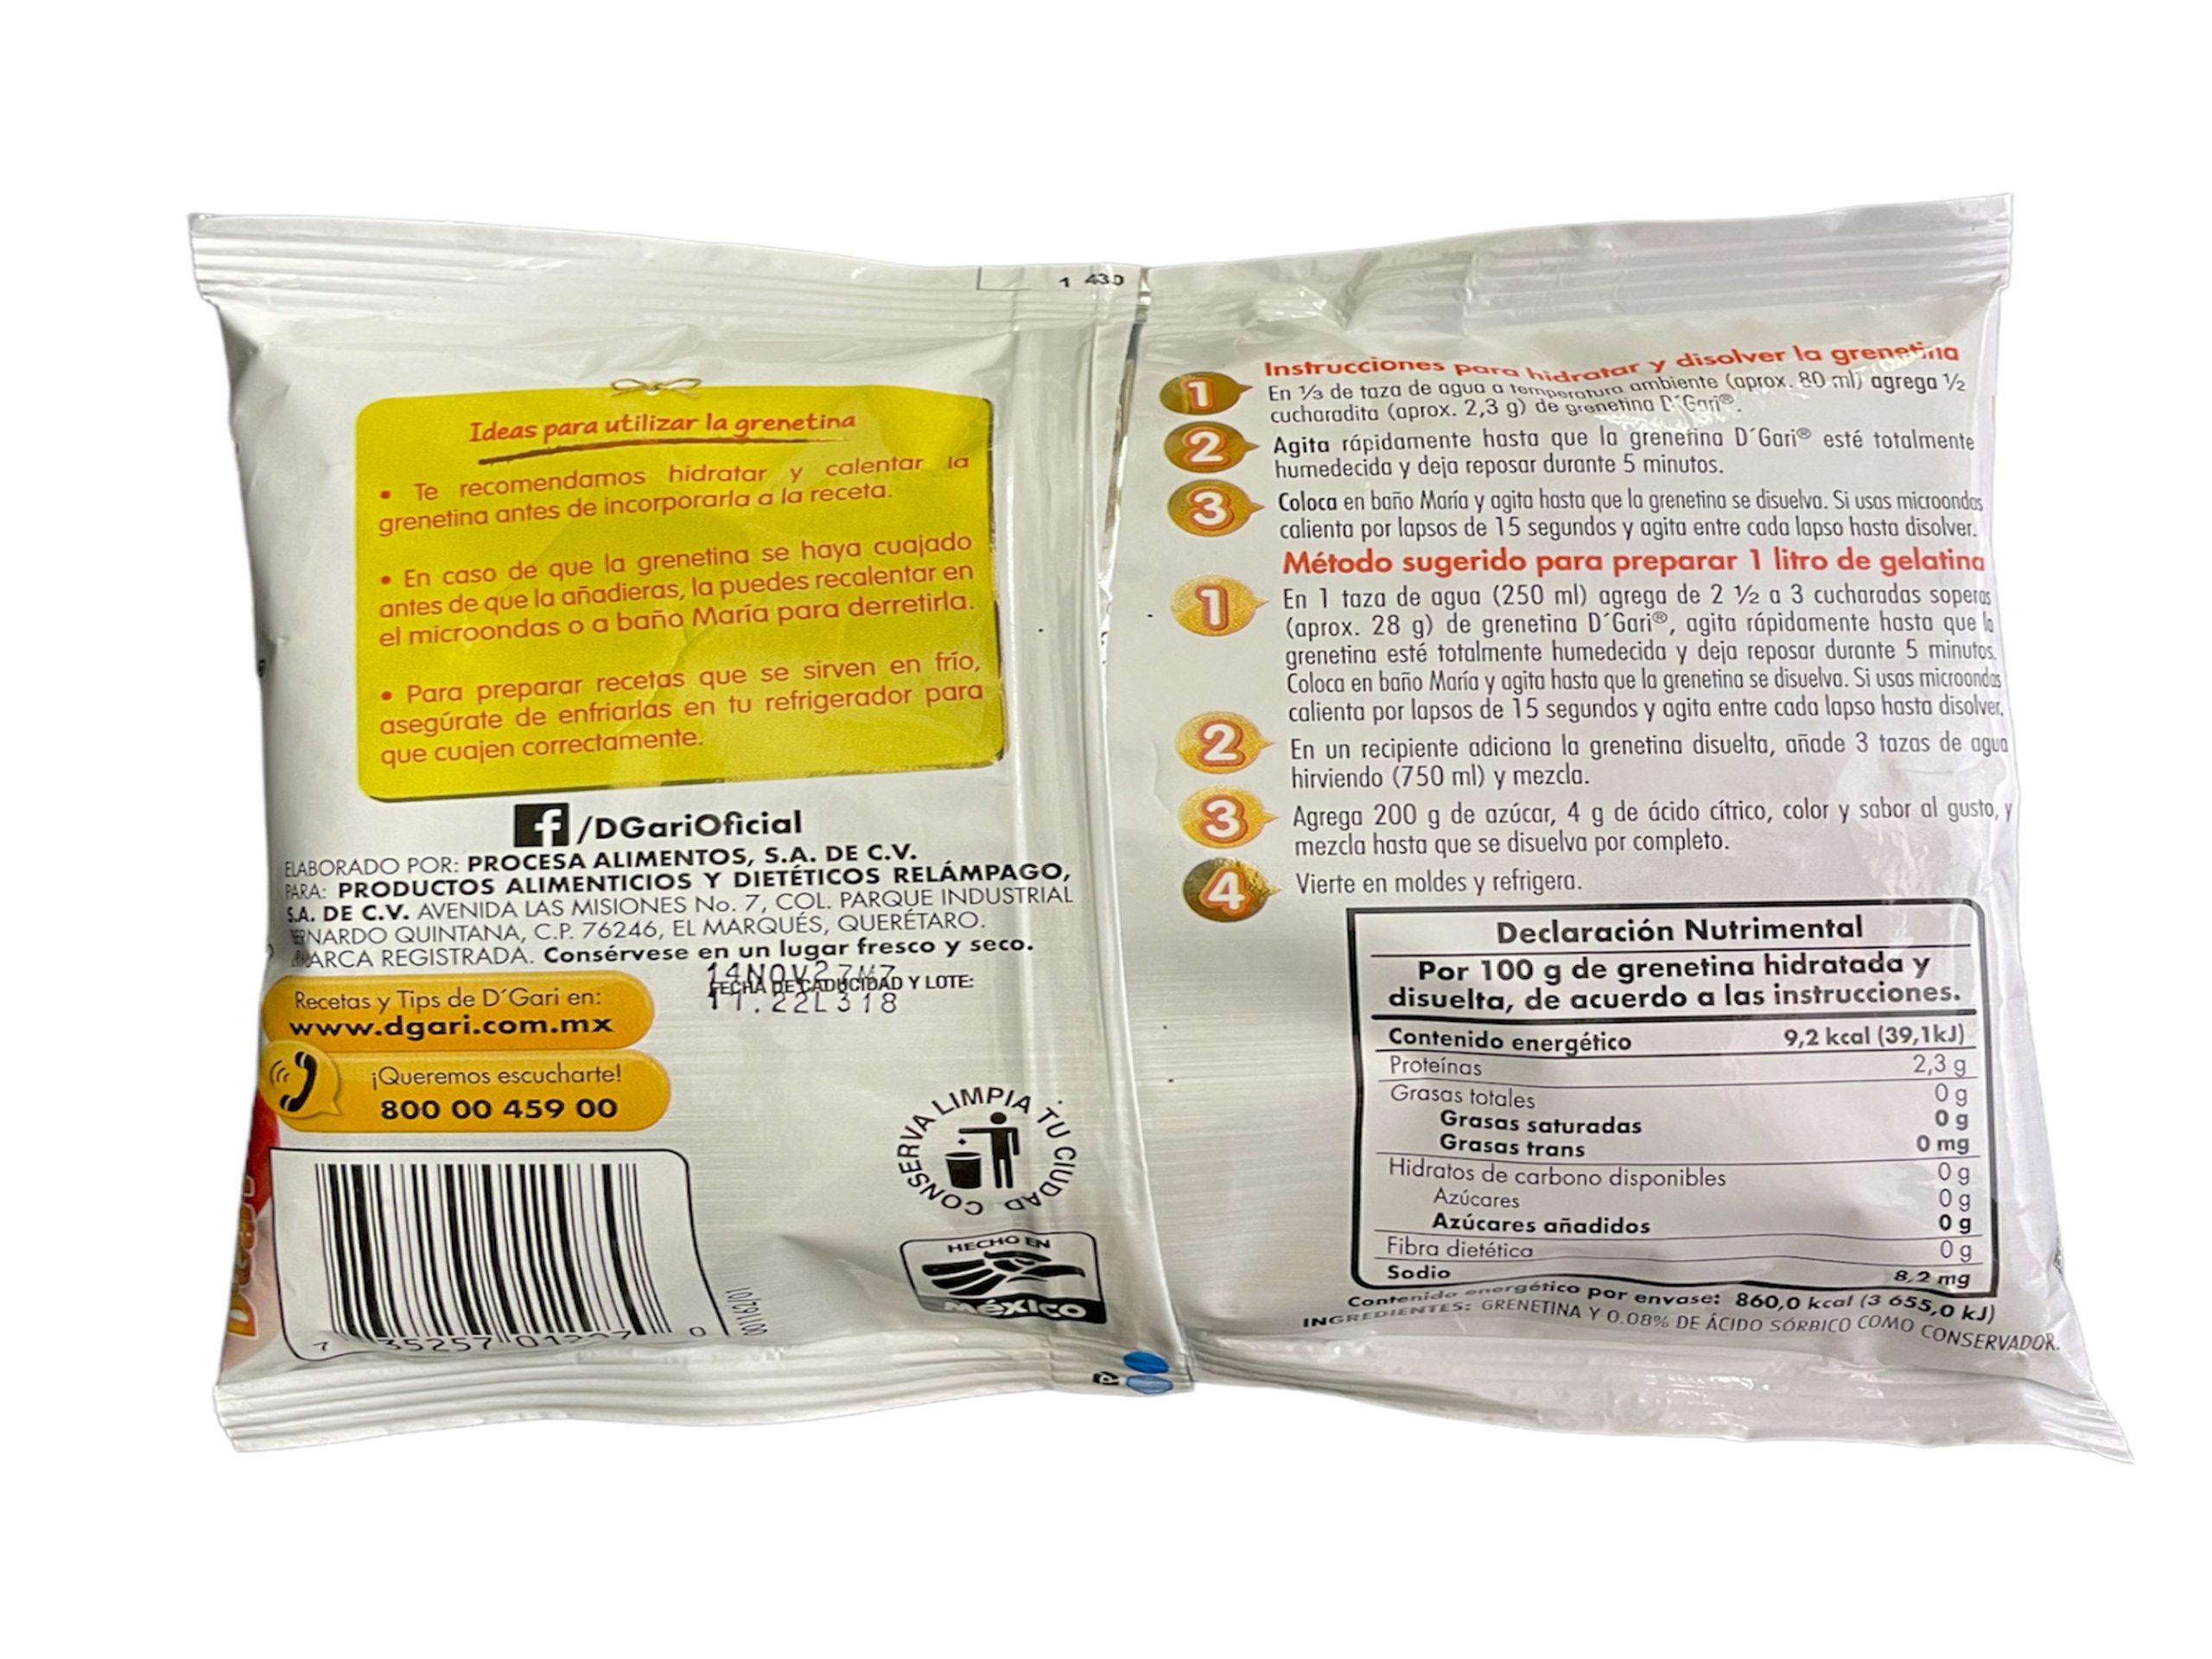 1 430
Ideas para utilizar la grenetina
• Te recomendamos hidratar y calentar la
grenetina antes de incorporarla a la receta.
• En caso de que la grenetina se haya cuajado
antes de que la añadieras, la puedes recalentar en
el microondas o a baño María para derretirla.
• Para preparar recetas que se sirven en frío,
asegúrate de enfriarlas en tu refrigerador para
que cuajen correctamente.
/DGariOficial
ELABORADO POR: PROCESA ALIMENTOS, S.A. DE C.V.
PARA: PRODUCTOS ALIMENTICIOS Y DIETÉTICOS RELÁMPAGO,
S.A. DE C.V. AVENIDA LAS MISIONES No. 7, COL. PARQUE INDUSTRIAL
QUINTANA, C.P. 76246, EL MARQUÉS, QUERÉTARO.
MARCA REGISTRADA. Consérvese en un lugar fresco y seco.
14NOV27M7
FECHA DE CADUCIDAD Y LOTE:
22L318
Recetas y Tips de D´Gari en:
www.dgari.com.mx
¡Queremos escucharte!
800 00 459 00
CONSERVA LIMPIA TU CIUDAD
HECHO EN
MÉXICO
7 35257 0 0
001162/01
Instrucciones para hidratar y disolver la grenetina
1 En ⅓ de taza de agua a temperatura ambiente (aprox. 80 ml) agrega ½
cucharadita (aprox. 2,3 g) de grenetina D´Gari®.
2 Agita rápidamente hasta que la grenetina D´Gari® esté totalmente
humedecida y deja reposar durante 5 minutos.
3 Coloca en baño María y agita hasta que la grenetina se disuelva. Si usas microondas
calienta por lapsos de 15 segundos y agita entre cada lapso hasta disolver.
Método sugerido para preparar 1 litro de gelatina
1 En 1 taza de agua (250 ml) agrega de 2 ½ a 3 cucharadas soperas
(aprox. 28 g) de grenetina D´Gari®, agita rápidamente hasta que la
grenetina esté totalmente humedecida y deja reposar durante 5 minutos.
Coloca en baño María y agita hasta que la grenetina se disuelva. Si usas microondas
calienta por lapsos de 15 segundos y agita entre cada lapso hasta disolver.
2 En un recipiente adiciona la grenetina disuelta, añade 3 tazas de agua
hirviendo (750 ml) y mezcla.
3 Agrega 200 g de azúcar, 4 g de ácido cítrico, color y sabor al gusto, y
mezcla hasta que se disuelva por completo.
4 Vierte en moldes y refrigera.
Declaración Nutrimental
Por 100 g de grenetina hidratada y
disuelta, de acuerdo a las instrucciones.
Contenido energético 9,2 kcal (39,1kJ)
Proteínas 2,3 g
Grasas totales 0 g
Grasas saturadas 0 g
Grasas trans 0 mg
Hidratos de carbono disponibles 0 g
Azúcares 0 g
Azúcares añadidos 0 g
Fibra dietética 0 g
Sodio 8,2 mg
Contenido energético por envase: 860,0 kcal (3 655,0 kJ)
INGREDIENTES: GRENETINA Y 0.08% DE ÁCIDO SÓRBICO COMO CONSERVADOR.